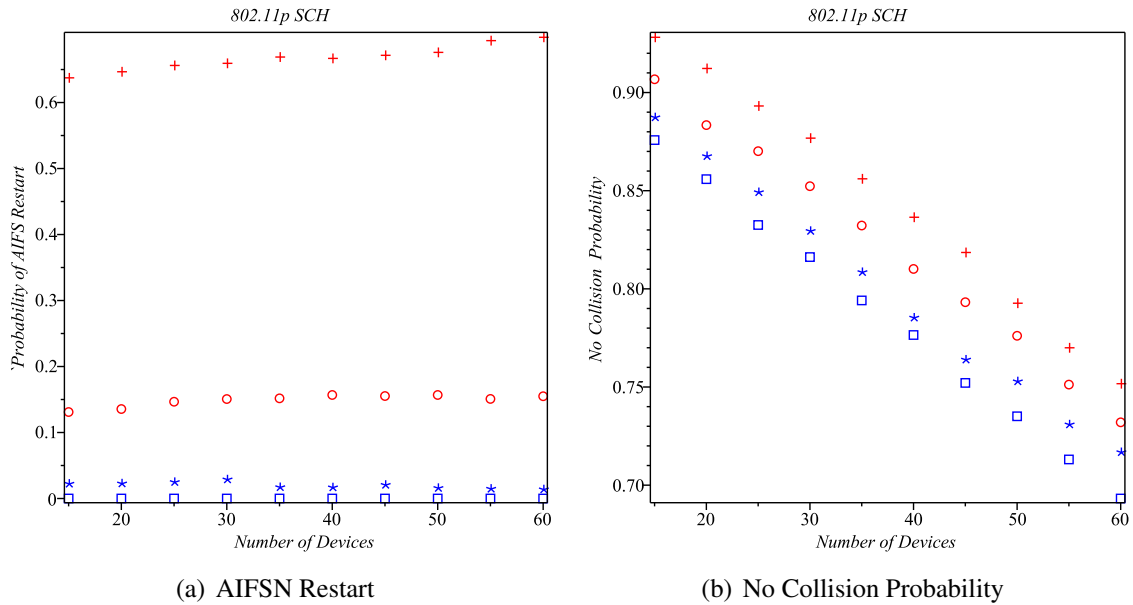 802.11p SCH
0.6
0.5
0.4
0.3
0.2
0.1
0
20
30
40
50
60
`Probability of AIFS Restart
Number of Devices
(a) AIFSN Restart
802.11p SCH
0.90
0.85
0.80
0.75
0.70
20
30
40
50
60
No Collision Probability
Number of Devices
(b) No Collision Probability